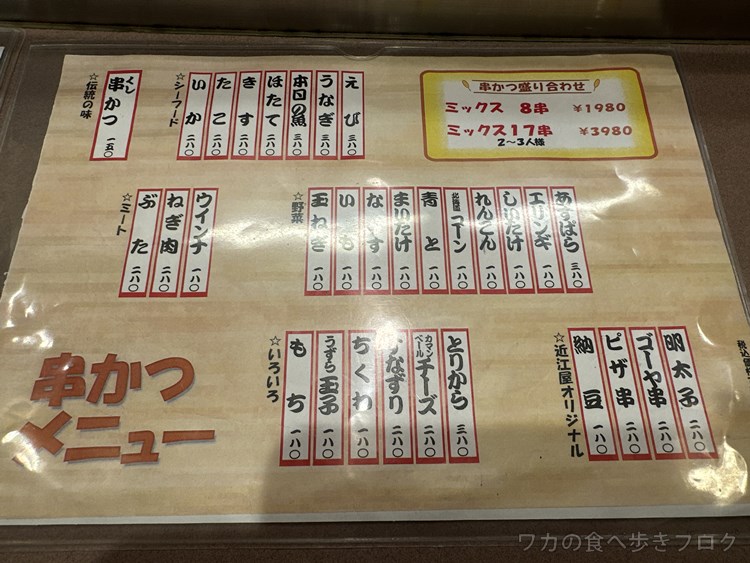 ☆伝統の味
串かつ 一五〇
くし
☆シーフード
えび 三八〇
うなぎ 三八〇
本日の魚 三八〇
ほたて 二八〇
きす 二八〇
たこ 二八〇
いか 二八〇
串かつ盛り合わせ
ミックス 8串 ¥1980
ミックス17串 ¥3980
2～3人様
☆ミート
ウインナ 一八〇
ねぎ肉 二八〇
ぶた 二八〇
☆野菜
あすぱら 三八〇
エリンギ 一八〇
しいたけ 一八〇
れんこん 一八〇
北海道コーン 一八〇
青と 一八〇
まいたけ 一八〇
なす 一八〇
いも 一八〇
玉ねぎ 一八〇
串かつ
メニュー
☆いろいろ
とりから 三八〇
カマンベールチーズ 二八〇
なずり 二八〇
ちくわ 一八〇
うずら玉子 一八〇
もち 一八〇
☆近江屋オリジナル
明太子 二八〇
ゴーヤ串 二八〇
ピザ串 二八〇
納豆 一八〇
ワカの食べ歩きブログ